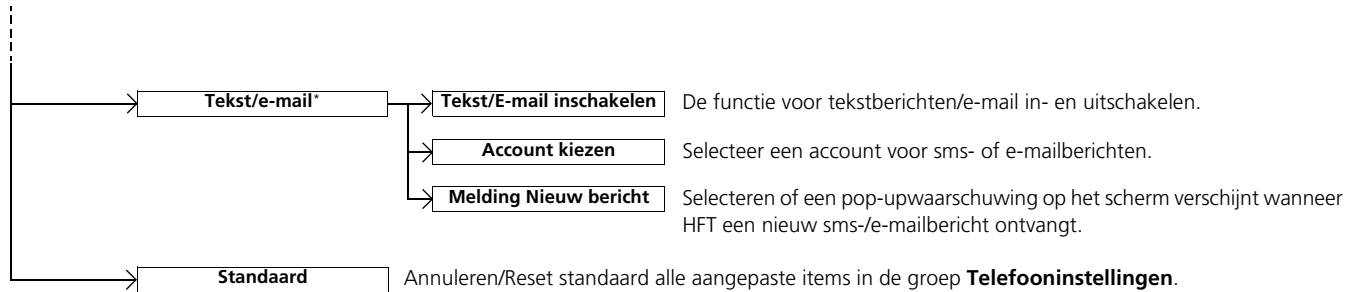 Tekst/e-mail*
Tekst/E-mail inschakelen
De functie voor tekstberichten/e-mail in- en uitschakelen.
Account kiezen
Selecteer een account voor sms- of e-mailberichten.
Melding Nieuw bericht
Selecteren of een pop-upwaarschuwing op het scherm verschijnt wanneer
HFT een nieuw sms-/e-mailbericht ontvangt.
Standaard
Annuleren/Reset standaard alle aangepaste items in de groep Telefooninstellingen.